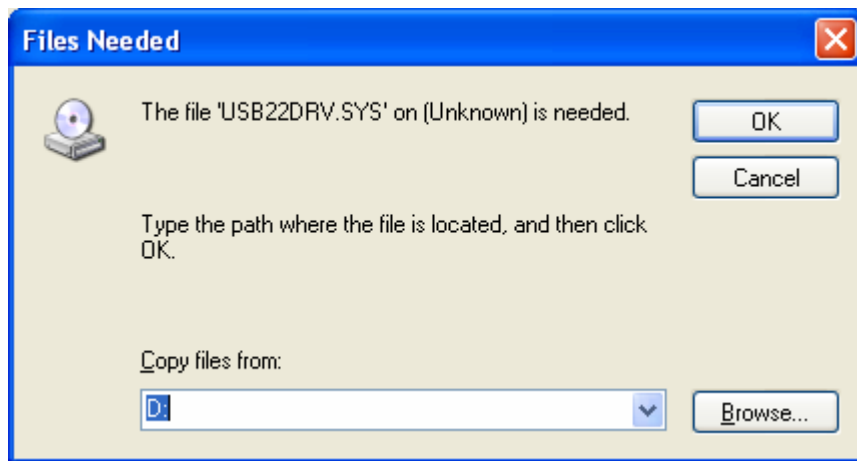 Files Needed
The file 'USB22DRV.SYS' on (Unknown) is needed.
OK
Cancel
Type the path where the file is located, and then click
OK.
Copy files from:
D:
Browse...